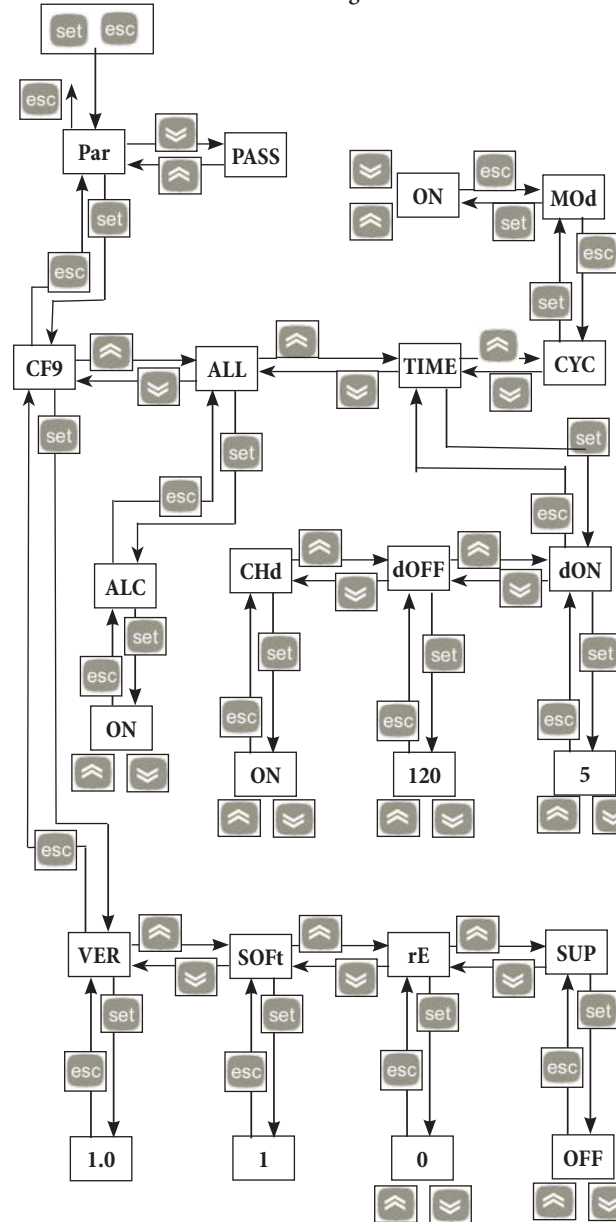 g
set esc
esc
Par PASS
set
esc
ON esc MOd
set
esc
set
CF9 ALL TIME CYC
set
set
set
esc
esc
ALC CHd dOFF dON
set
set
set
set
esc
esc
esc
esc
ON
ON 120 5
esc
VER SOFt rE SUP
set set set set
esc esc esc esc
1.0 1 0 OFF